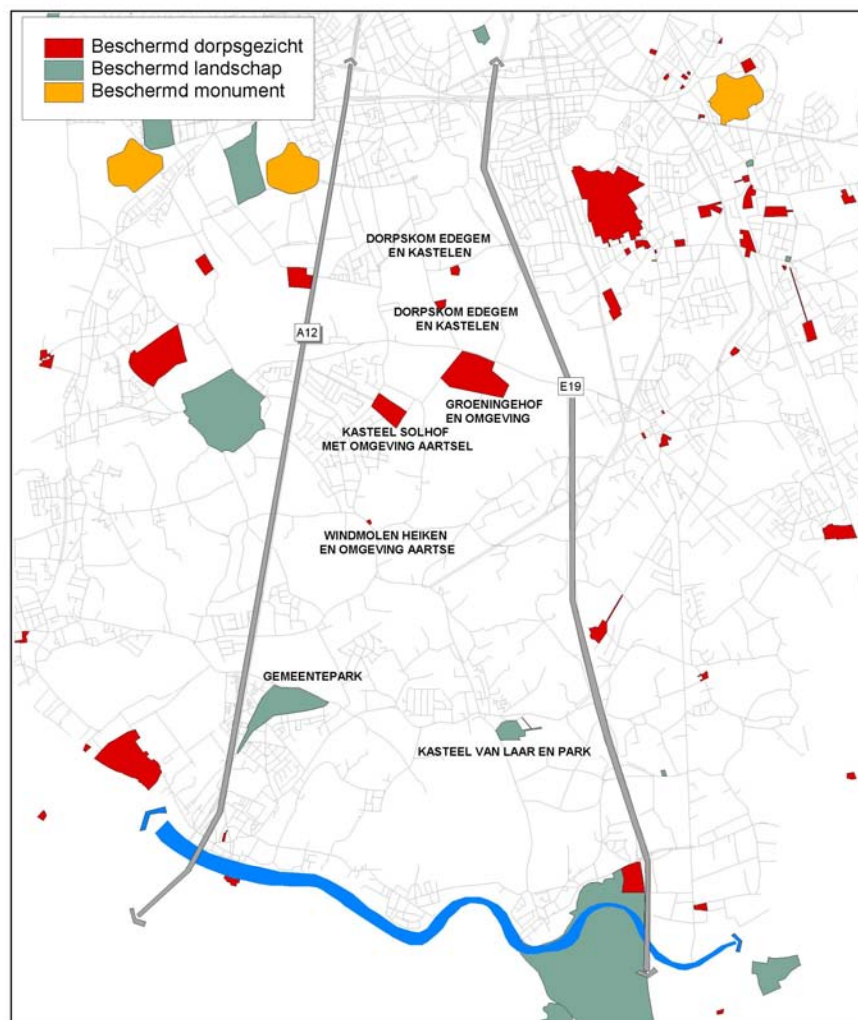 Beschermd dorpsgezicht
Beschermd landschap
Beschermd monument
DORPSKOM EDEGEM
EN KASTELEN
DORPSKOM EDEGEM
EN KASTELEN
A12
E19
GROENINGEHOF
EN OMGEVING
KASTEEL SOLHOF
MET OMGEVING AARTSEL
WINDMOLEN HEIKEN
EN OMGEVING AARTSE
GEMEENTEPARK
KASTEEL VAN LAAR EN PARK